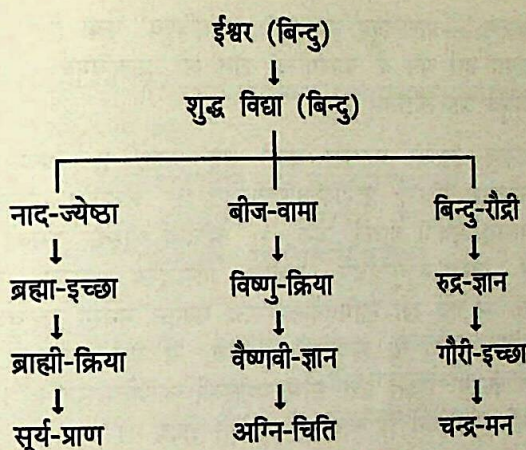 ईश्वर (बिन्दु)
↓
शुद्ध विद्या (बिन्दु)
नाद-ज्येष्ठा बीज-वामा बिन्दु-रौद्री
↓ ↓ ↓
ब्रह्मा-इच्छा विष्णु-क्रिया रुद्र-ज्ञान
↓ ↓ ↓
ब्राह्मी-क्रिया वैष्णवी-ज्ञान गौरी-इच्छा
↓ ↓ ↓
सूर्य-प्राण अग्नि-चिति चन्द्र-मन